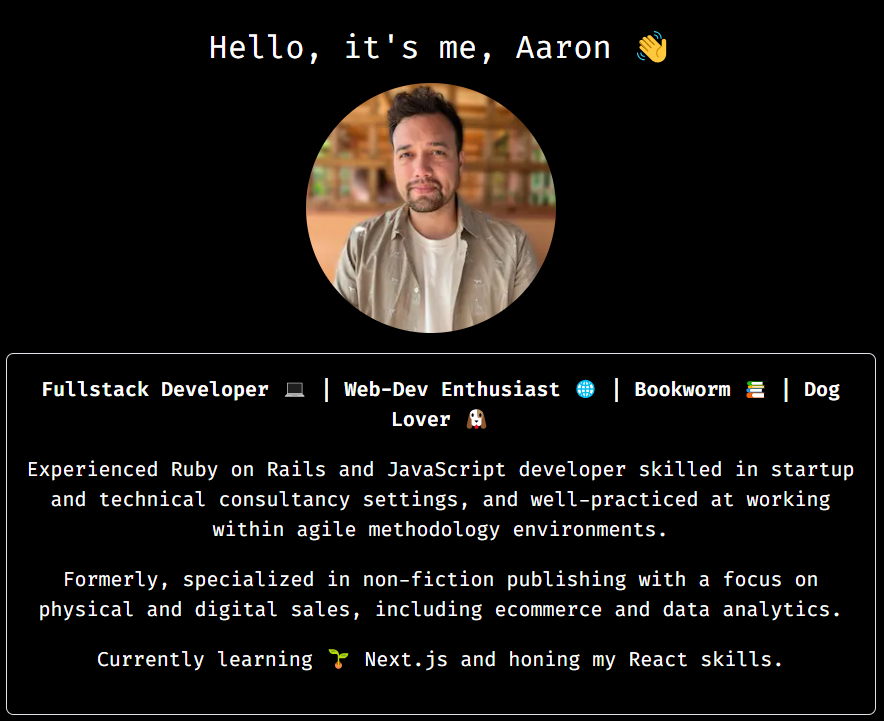 Hello, it's me, Aaron 👋
Fullstack Developer 💻 | Web-Dev Enthusiast 🌐 | Bookworm 📚 | Dog
Lover 🐶
Experienced Ruby on Rails and JavaScript developer skilled in startup
and technical consultancy settings, and well-practiced at working
within agile methodology environments.
Formerly, specialized in non-fiction publishing with a focus on
physical and digital sales, including ecommerce and data analytics.
Currently learning 🌱 Next.js and honing my React skills.